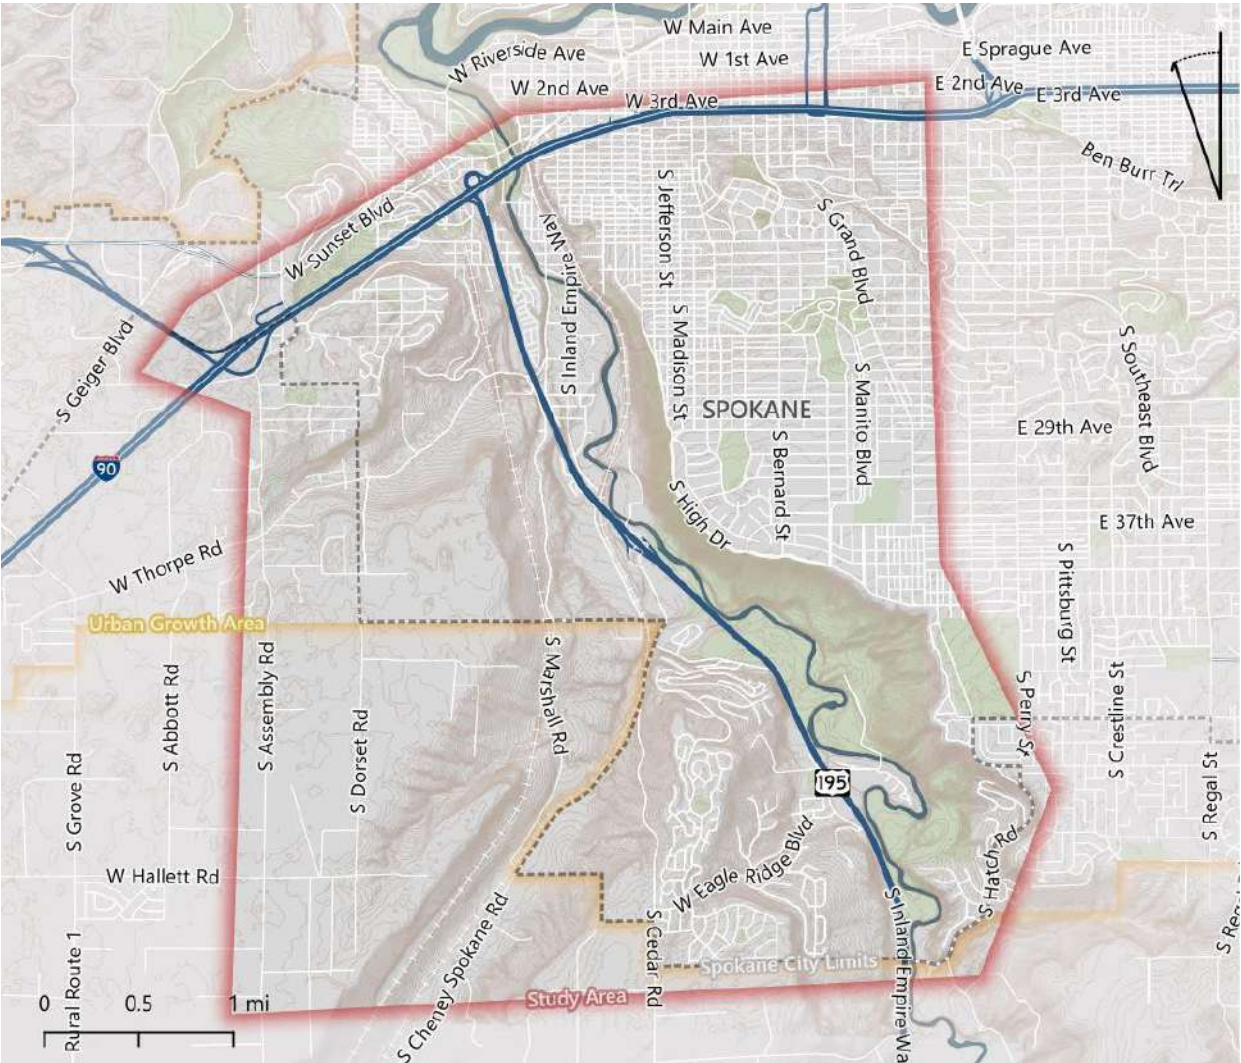 W Main Ave
W Riverside Ave
E Sprague Ave
W 1st Ave
W 2nd Ave
E 2nd Ave
W 3rd Ave
E 3rd Ave
Ben Burr Trl
S Jefferson St
S Grand Blvd
W Sunset Blvd
S Inland Empire Way
S Madison St
S Geiger Blvd
S Southeast Blvd
S Manito Blvd
SPOKANE
E 29th Ave
S Bernard St
90
S High Dr
E 37th Ave
W Thorpe Rd
S Pittsburg St
Urban Growth Area
S Assembly Rd
S Marshall Rd
S Abbott Rd
S Perry St
S Crestline St
S Dorset Rd
S Grove Rd
195
S Regal St
W Eagle Ridge Blvd
S Hatch Rd
W Hallett Rd
S Cheney Spokane Rd
S Cedar Rd
S Inland Empire Wa
S Reg
Spokane City Limits
Study Area
Rural Route 1
0 0.5 1 mi